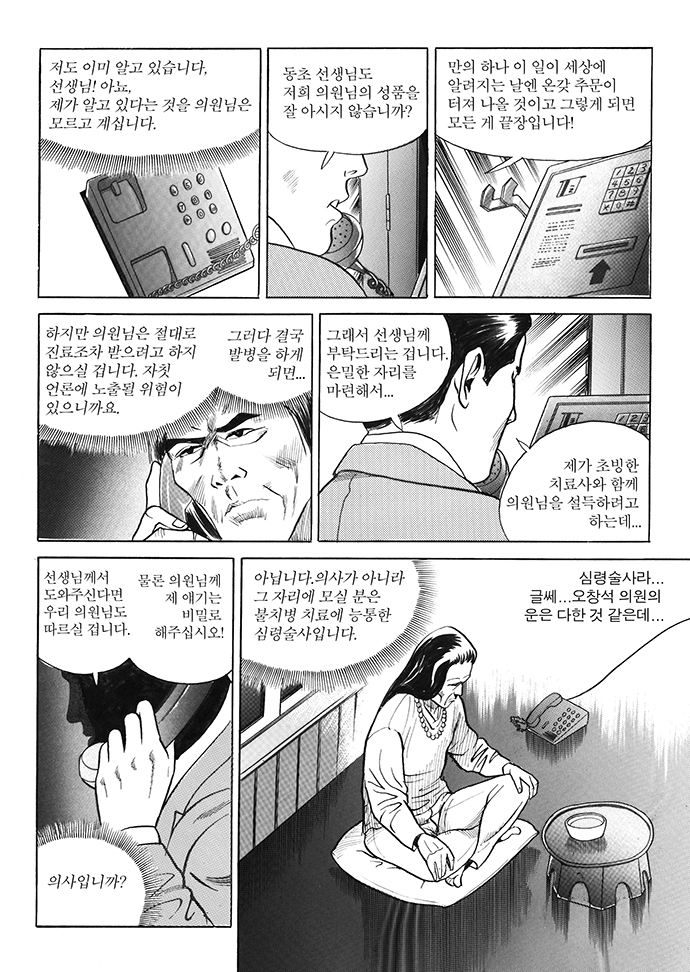 저도 이미 알고 있습니다,
선생님! 아뇨,
제가 알고 있다는 것을 의원님은
모르고 계십니다.
동초 선생님도
저희 의원님의 성품을
잘 아시지 않습니까?
만의 하나 이 일이 세상에
알려지는 날엔 온갖 추문이
터져 나올 것이고 그렇게 되면
모든 게 끝장입니다!
1 2 3
4 5 6
7 8 9
하지만 의원님은 절대로
진료조차 받으려고 하지
않으실 겁니다. 자칫
언론에 노출될 위험이
있으니까요.
그러다 결국
발병을 하게
되면...
그래서 선생님께
부탁드리는 겁니다.
은밀한 자리를
마련해서...
제가 초빙한
치료사와 함께
의원님을 설득하려고
하는데...
선생님께서
도와주신다면
우리 의원님도
따르실 겁니다.
물론 의원님께
제 얘기는
비밀로
해주십시오!
의사입니까?
아닙니다.의사가 아니라
그 자리에 모실 분은
불치병 치료에 능통한
심령술사입니다.
심령술사라...
글쎄...오창석 의원의
운은 다한 것 같은데...